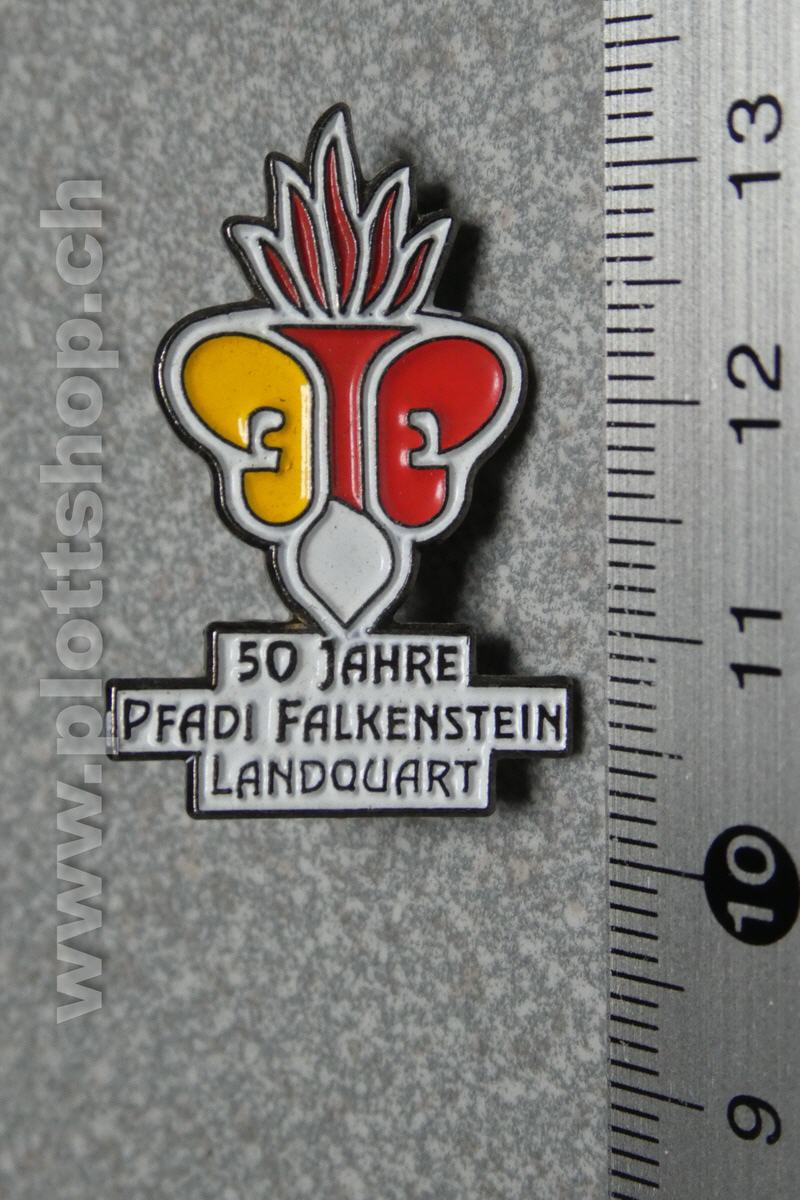 50 JAHRE
PFADI FALKENSTEIN
LANDQUART
www.plottshop.ch
13
12
11
10
9